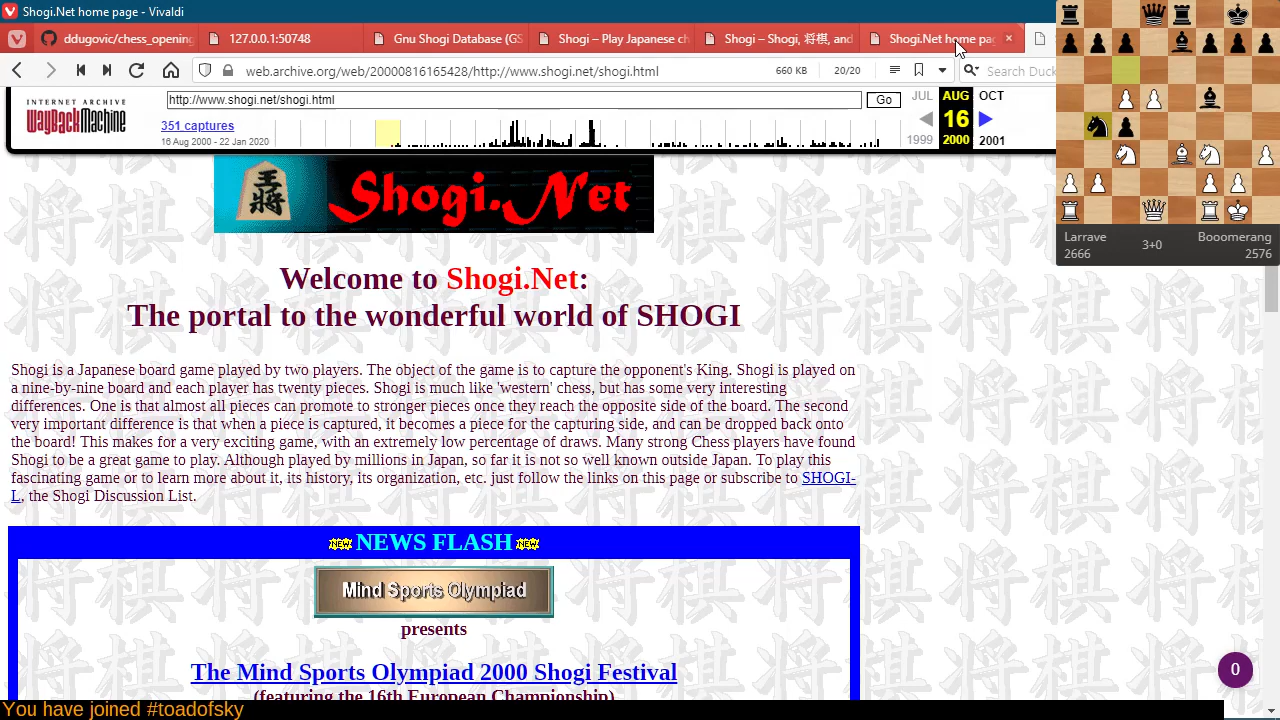 Shogi.Net home page - Vivaldi
ddugovic/chess_opening
127.0.0.1:50748
Gnu Shogi Database (GS
Shogi – Play Japanese ch
Shogi – Shogi, 将棋, and
Shogi.Net home pag
web.archive.org/web/20000816165428/http://www.shogi.net/shogi.html
660 KB
20/20
Search Duck
INTERNET ARCHIVE
WayBackMachine
http://www.shogi.net/shogi.html
Go
JUL
AUG
OCT
351 captures
16
16 Aug 2000 - 22 Jan 2020
1999
2000
2001
王將
Shogi.Net
Larrave
2666
3+0
Booomerang
2576
Welcome to Shogi.Net:
The portal to the wonderful world of SHOGI
Shogi is a Japanese board game played by two players. The object of the game is to capture the opponent's King. Shogi is played on
a nine-by-nine board and each player has twenty pieces. Shogi is much like 'western' chess, but has some very interesting
differences. One is that almost all pieces can promote to stronger pieces once they reach the opposite side of the board. The second
very important difference is that when a piece is captured, it becomes a piece for the capturing side, and can be dropped back onto
the board! This makes for a very exciting game, with an extremely low percentage of draws. Many strong Chess players have found
Shogi to be a great game to play. Although played by millions in Japan, so far it is not so well known outside Japan. To play this
fascinating game or to learn more about it, its history, its organization, etc. just follow the links on this page or subscribe to SHOGI-
L, the Shogi Discussion List.
NEW NEWS FLASH NEW
Mind Sports Olympiad
presents
The Mind Sports Olympiad 2000 Shogi Festival
(featuring the 16th European Championship)
0
You have joined #toadofsky